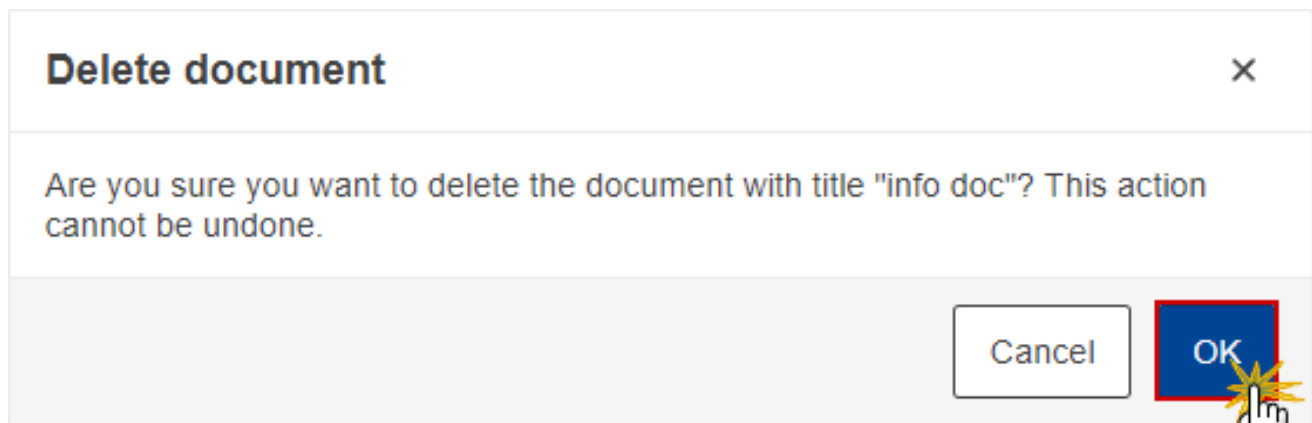 Delete document
Are you sure you want to delete the document with title "info doc"? This action
cannot be undone.
Cancel
OK